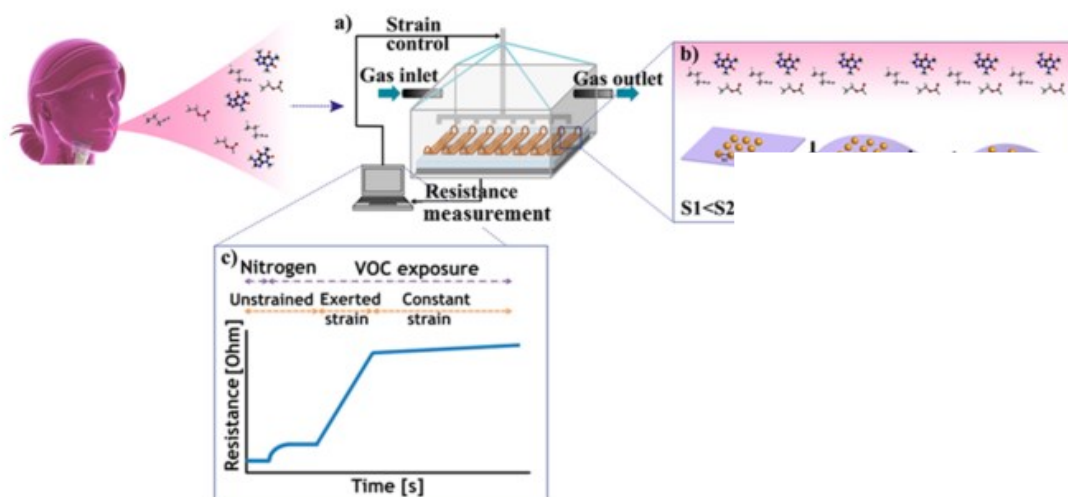 a)
Strain
control
Gas inlet
Gas outlet
Resistance
measurement
b)
S1<S2
c)
Nitrogen
VOC exposure
Unstrained
Exerted
strain
Constant
strain
Resistance [Ohm]
Time [s]